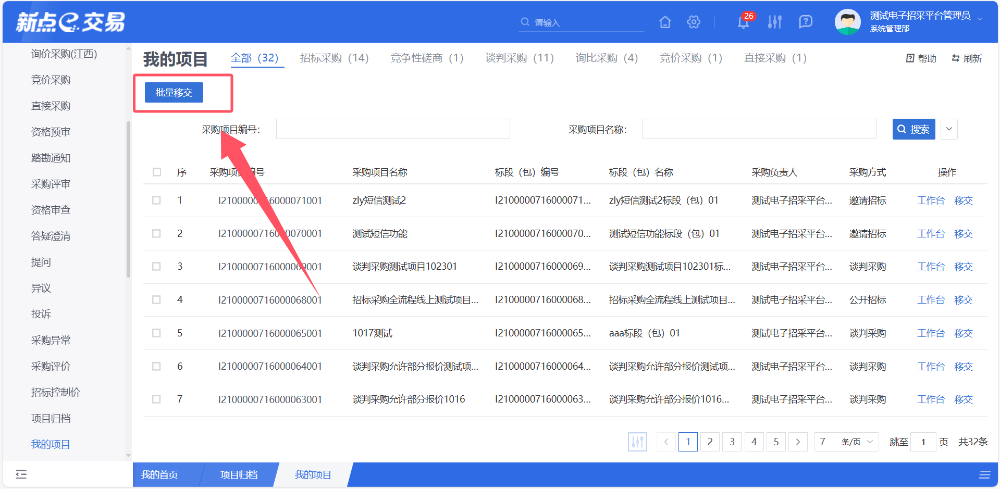 新点e交易
请输入
26
测试电子招采平台管理员
系统管理部
询价采购(江西)
竞价采购
直接采购
资格预审
踏勘通知
采购评审
资格审查
答疑澄清
提问
异议
投诉
采购异常
采购评价
招标控制价
项目归档
我的项目
我的项目 全部（32） 招标采购（14） 竞争性磋商（1） 谈判采购（11） 询比采购（4） 竞价采购（1） 直接采购（1） 帮助 刷新
批量移交
采购项目编号： 采购项目名称： 搜索
序 采购项 编号 采购项目名称 标段（包）编号 标段（包）名称 采购负责人 采购方式 操作
1 I2100000716000071001 zly短信测试2 I2100000716000071... zly短信测试2标段（包）01 测试电子招采平台... 邀请招标 工作台 移交
2 I2100000716000070001 测试短信功能 I2100000716000070... 测试短信功能标段（包）01 测试电子招采平台... 邀请招标 工作台 移交
3 I2100000716000069001 谈判采购测试项目102301 I2100000716000069... 谈判采购测试项目102301标... 测试电子招采平台... 谈判采购 工作台 移交
4 I2100000716000068001 招标采购全流程线上测试项目... I2100000716000068... 招标采购全流程线上测试项目... 测试电子招采平台... 公开招标 工作台 移交
5 I2100000716000065001 1017测试 I2100000716000065... aaa标段（包）01 测试电子招采平台... 谈判采购 工作台 移交
6 I2100000716000064001 谈判采购允许部分报价测试项... I2100000716000064... 谈判采购允许部分报价测试项... 测试电子招采平台... 谈判采购 工作台 移交
7 I2100000716000063001 谈判采购允许部分报价1016 I2100000716000063... 谈判采购允许部分报价1016... 测试电子招采平台... 谈判采购 工作台 移交
1 2 3 4 5 7 条/页 跳至 1 页 共32条
我的首页 项目归档 我的项目